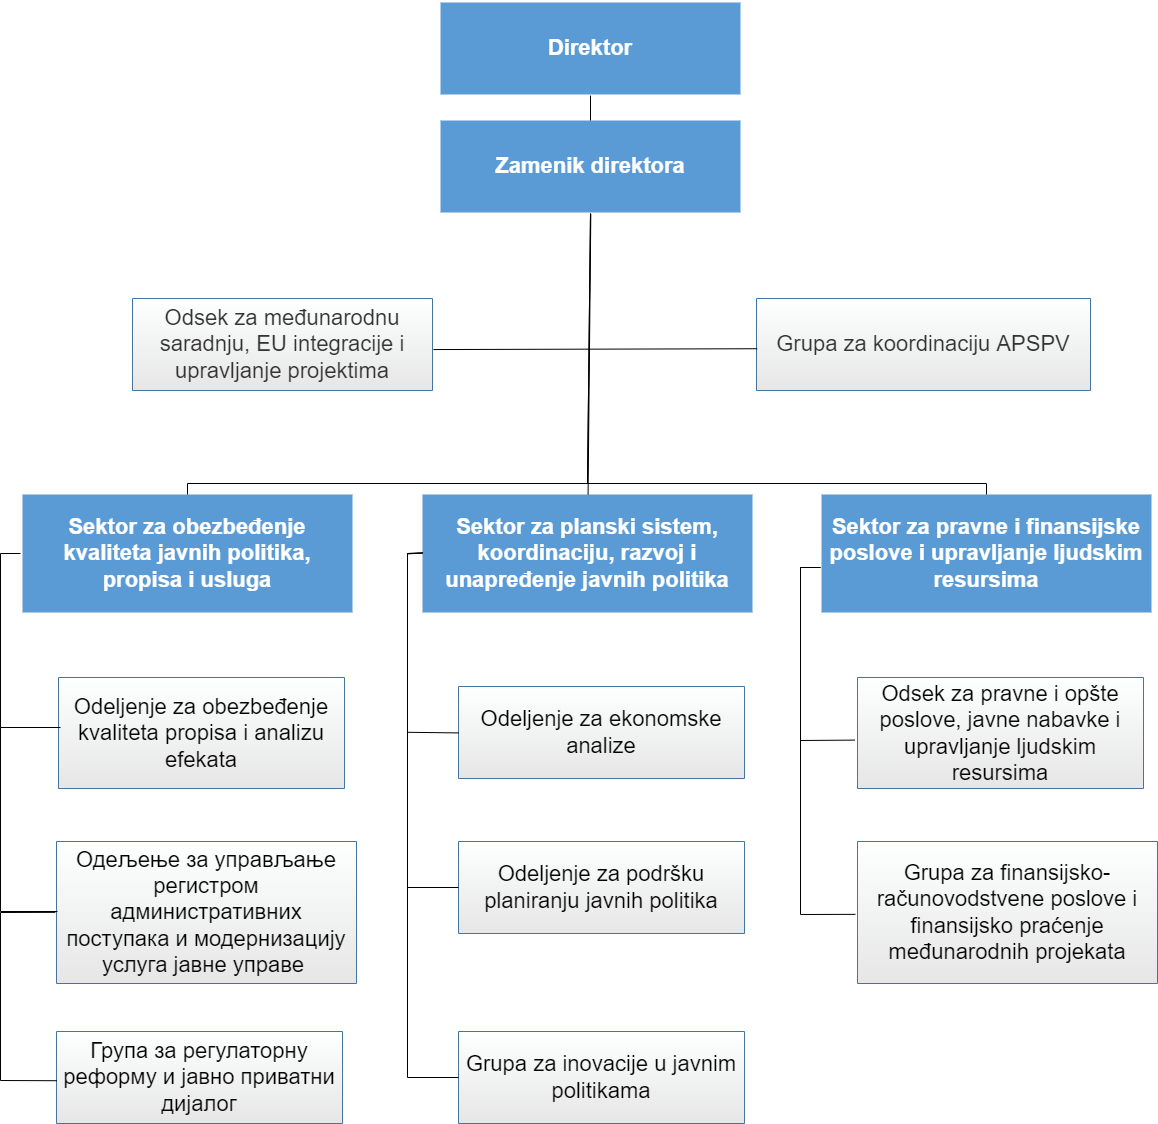 Direktor
Zamenik direktora
Odsek za međunarodnu
saradnju, EU integracije i
upravljanje projektima
Grupa za koordinaciju APSPV
Sektor za obezbeđenje
kvaliteta javnih politika,
propisa i usluga
Sektor za planski sistem,
koordinaciju, razvoj i
unapređenje javnih politika
Sektor za pravne i finansijske
poslove i upravljanje ljudskim
resursima
Odeljenje za obezbeđenje
kvaliteta propisa i analizu
efekata
Одељење за управљање
регистром
административних
поступака и модернизацију
услуга јавне управе
Група за регулаторну
реформу и јавно приватни
дијалог
Odeljenje za ekonomske
analize
Odeljenje za podršku
planiranju javnih politika
Grupa za inovacije u javnim
politikama
Odsek za pravne i opšte
poslove, javne nabavke i
upravljanje ljudskim
resursima
Grupa za finansijsko-
računovodstvene poslove i
finansijsko praćenje
međunarodnih projekata